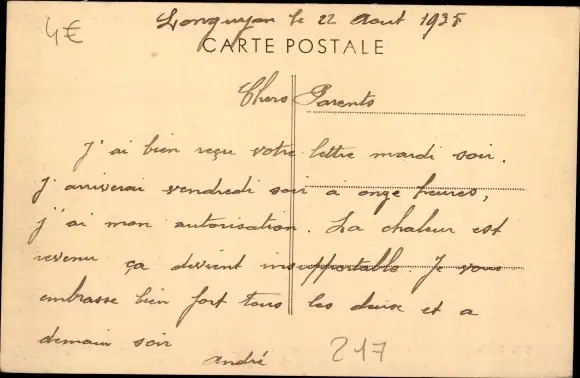 4€
Longuyon le 22 Aout 1938
CARTE POSTALE
Chers Parents
J'ai bien reçu votre lettre mardi soir.
J'arriverai vendredi soir à onze heures,
j'ai mon autorisation. La chaleur est
revenu ça devient insupportable. Je vous
embrasse bien fort tous les deux et a
demain soir
André
217